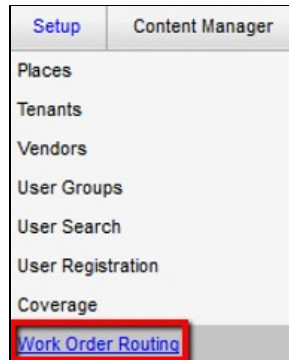 Setup Content Manager
Places
Tenants
Vendors
User Groups
User Search
User Registration
Coverage
Work Order Routing